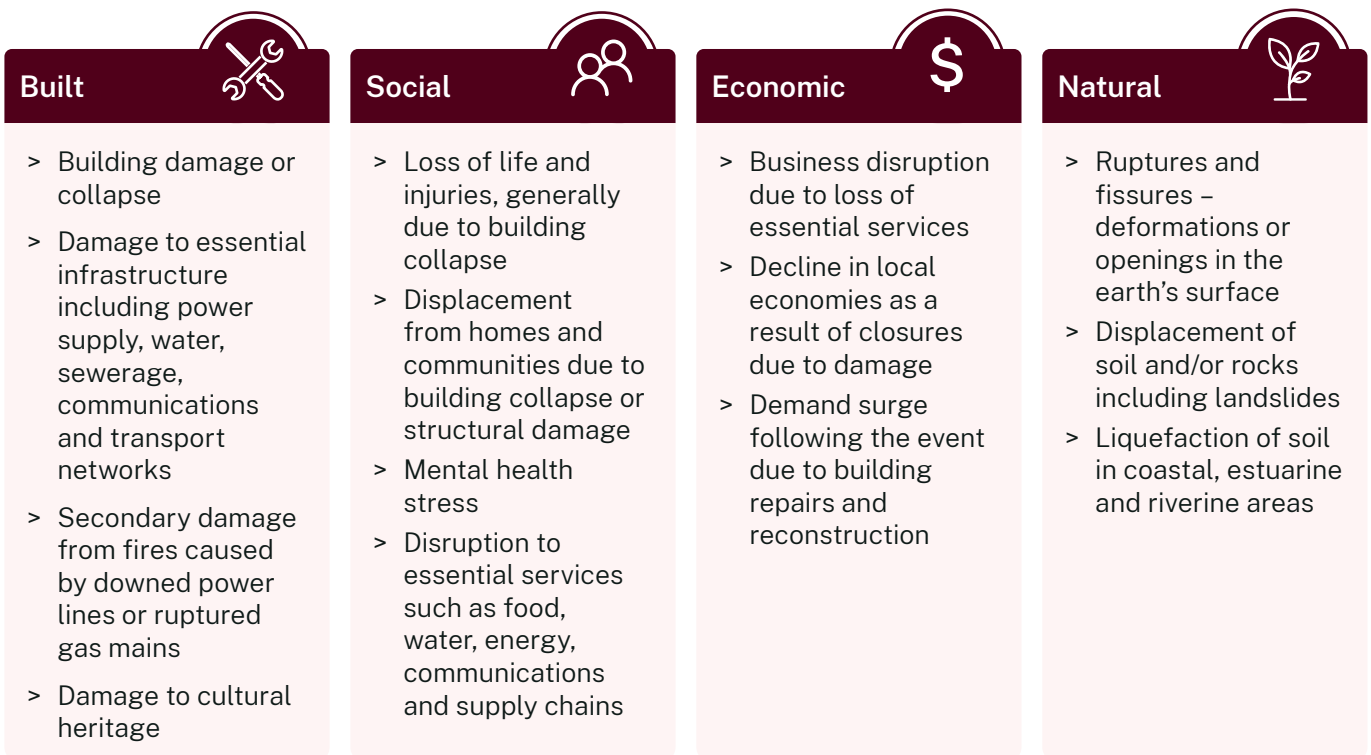 Built
> Building damage or
collapse
> Damage to essential
infrastructure
including power
supply, water,
sewerage,
communications
and transport
networks
> Secondary damage
from fires caused
by downed power
lines or ruptured
gas mains
> Damage to cultural
heritage
Social
> Loss of life and
injuries, generally
due to building
collapse
> Displacement
from homes and
communities due to
building collapse or
structural damage
> Mental health
stress
> Disruption to
essential services
such as food,
water, energy,
communications
and supply chains
$
Economic
> Business disruption
due to loss of
essential services
> Decline in local
economies as a
result of closures
due to damage
> Demand surge
following the event
due to building
repairs and
reconstruction
Natural
> Ruptures and
fissures –
deformations or
openings in the
earth’s surface
> Displacement of
soil and/or rocks
including landslides
> Liquefaction of soil
in coastal, estuarine
and riverine areas